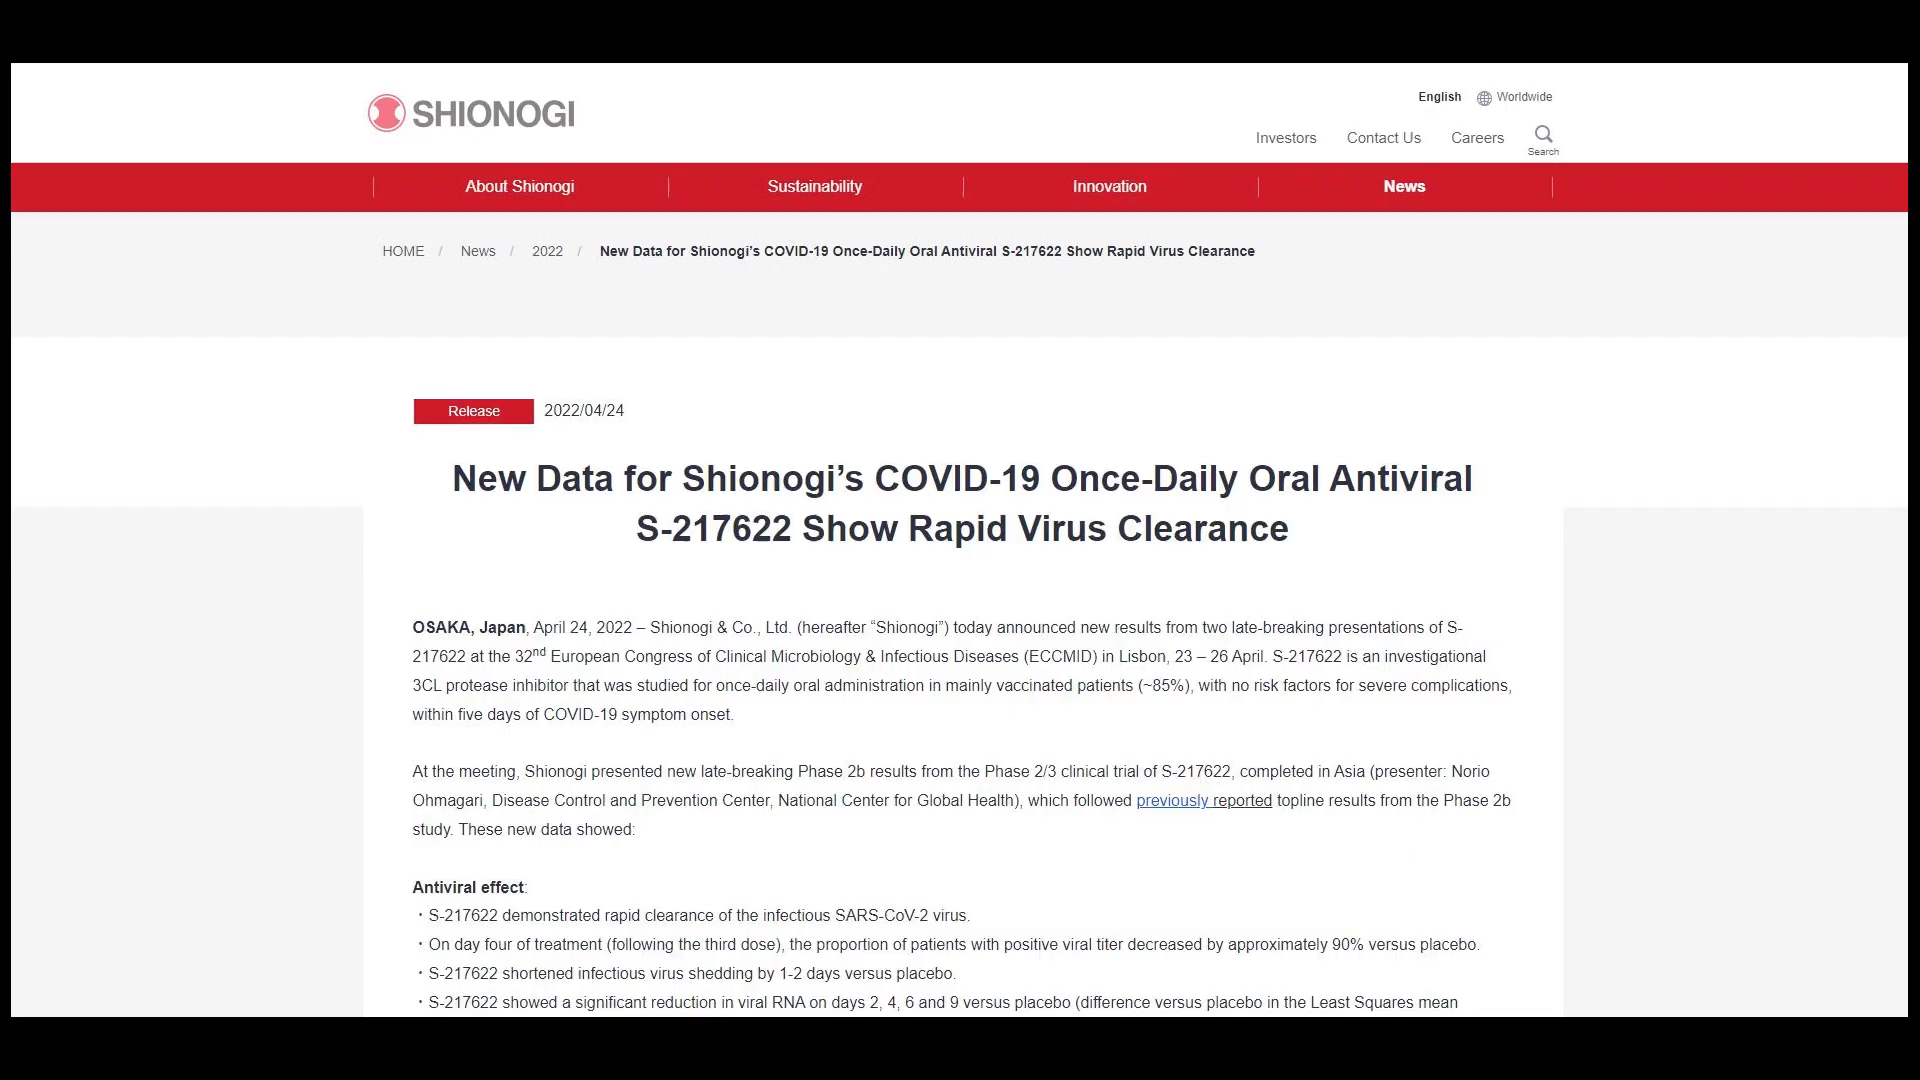 SHIONOGI
English Worldwide
Investors Contact Us Careers Search
About Shionogi Sustainability Innovation News
HOME / News / 2022 / New Data for Shionogi’s COVID-19 Once-Daily Oral Antiviral S-217622 Show Rapid Virus Clearance
Release 2022/04/24
New Data for Shionogi’s COVID-19 Once-Daily Oral Antiviral
S-217622 Show Rapid Virus Clearance
OSAKA, Japan, April 24, 2022 – Shionogi & Co., Ltd. (hereafter “Shionogi”) today announced new results from two late-breaking presentations of S-
217622 at the 32nd European Congress of Clinical Microbiology & Infectious Diseases (ECCMID) in Lisbon, 23 – 26 April. S-217622 is an investigational
3CL protease inhibitor that was studied for once-daily oral administration in mainly vaccinated patients (~85%), with no risk factors for severe complications,
within five days of COVID-19 symptom onset.
At the meeting, Shionogi presented new late-breaking Phase 2b results from the Phase 2/3 clinical trial of S-217622, completed in Asia (presenter: Norio
Ohmagari, Disease Control and Prevention Center, National Center for Global Health), which followed previously reported topline results from the Phase 2b
study. These new data showed:
Antiviral effect:
・S-217622 demonstrated rapid clearance of the infectious SARS-CoV-2 virus.
・On day four of treatment (following the third dose), the proportion of patients with positive viral titer decreased by approximately 90% versus placebo.
・S-217622 shortened infectious virus shedding by 1-2 days versus placebo.
・S-217622 showed a significant reduction in viral RNA on days 2, 4, 6 and 9 versus placebo (difference versus placebo in the Least Squares mean